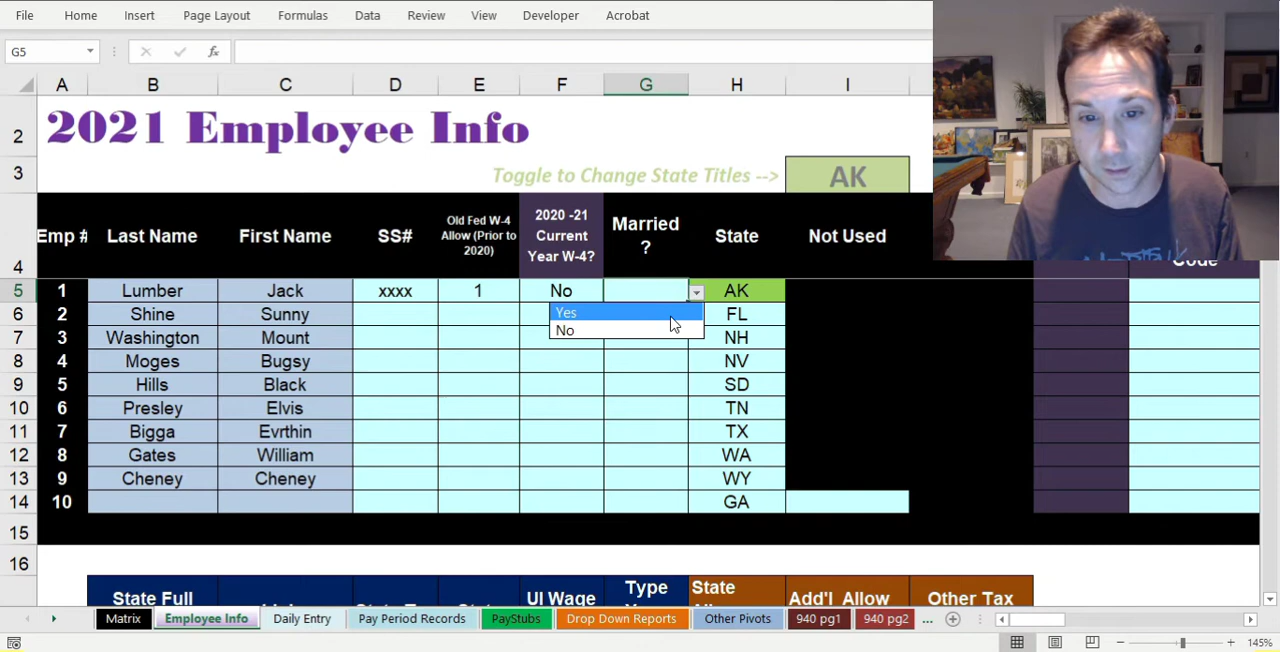 File Home Insert Page Layout Formulas Data Review View Developer Acrobat
G5 fx
A B C D E F G H I
2 2021 Employee Info
3 Toggle to Change State Titles --> AK
4 Emp # Last Name First Name SS# Old Fed W-4 Allow (Prior to 2020) 2020 -21 Current Year W-4? Married ? State Not Used Code
5 1 Lumber Jack xxxx 1 No AK
6 2 Shine Sunny Yes FL
7 3 Washington Mount No NH
8 4 Moges Bugsy NV
9 5 Hills Black SD
10 6 Presley Elvis TN
11 7 Bigga Evrthin TX
12 8 Gates William WA
13 9 Cheney Cheney WY
14 10 GA
15
16
State Full UI Wage Type State Add'l Allow Other Tax
Matrix Employee Info Daily Entry Pay Period Records PayStubs Drop Down Reports Other Pivots 940 pg1 940 pg2 ...
145%